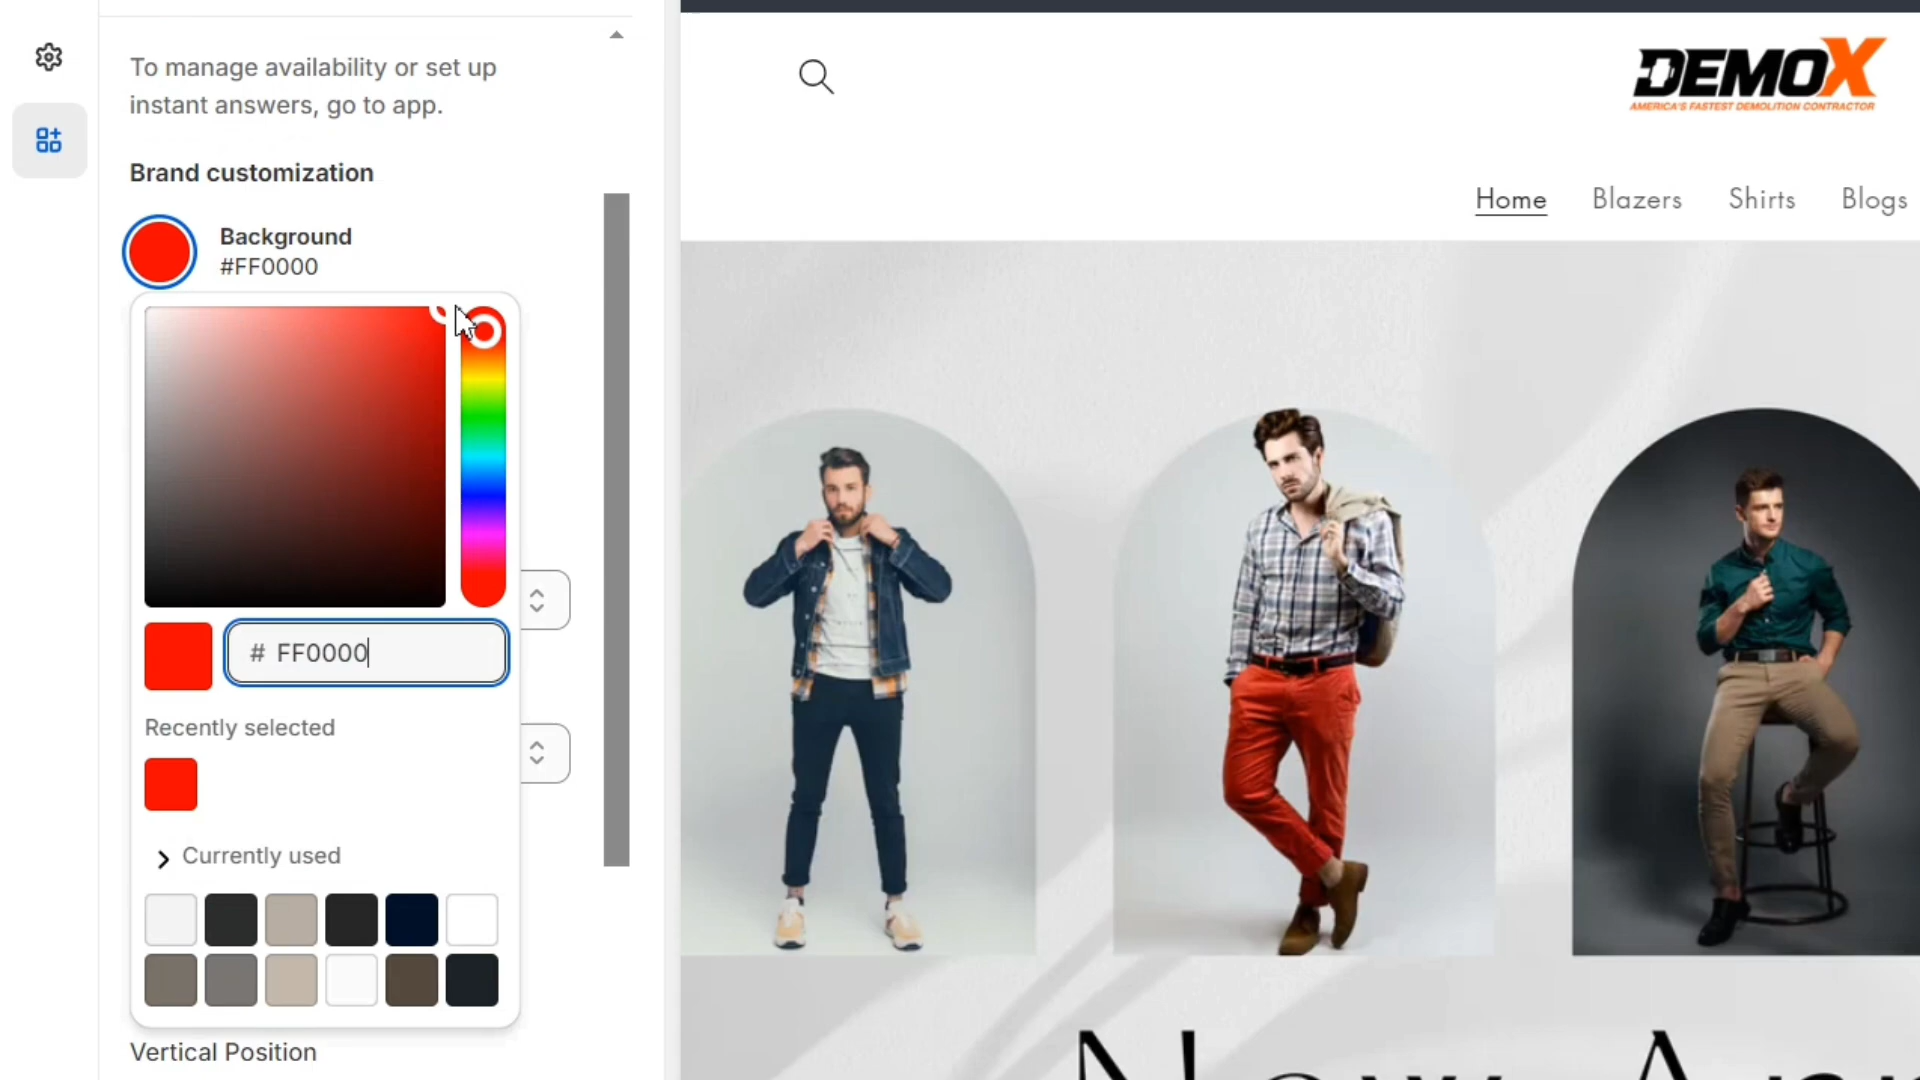 To manage availability or set up
instant answers, go to app.
Brand customization
Background
#FF0000
# FF0000
Recently selected
Currently used
Vertical Position
DEMOX
AMERICA'S FASTEST DEMOLITION CONTRACTOR
Home Blazers Shirts Blogs